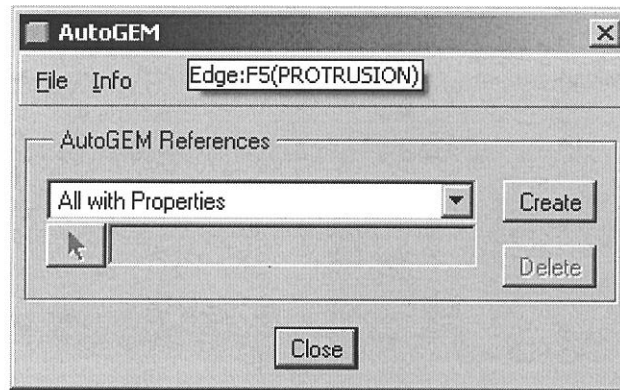 AutoGEM
File Info Edge:F5(PROTRUSION)
AutoGEM References
All with Properties Create
Delete
Close